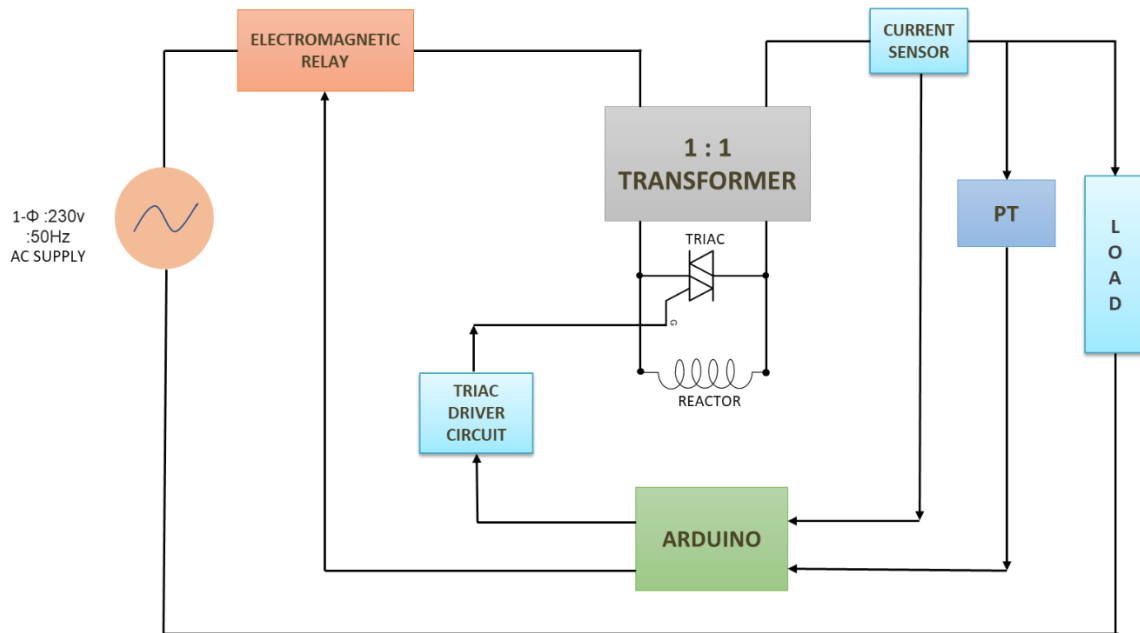 ELECTROMAGNETIC
RELAY
CURRENT
SENSOR
1 : 1
TRANSFORMER
1-Φ :230v
:50Hz
AC SUPPLY
PT
L
O
A
D
TRIAC
G
TRIAC
DRIVER
CIRCUIT
REACTOR
ARDUINO